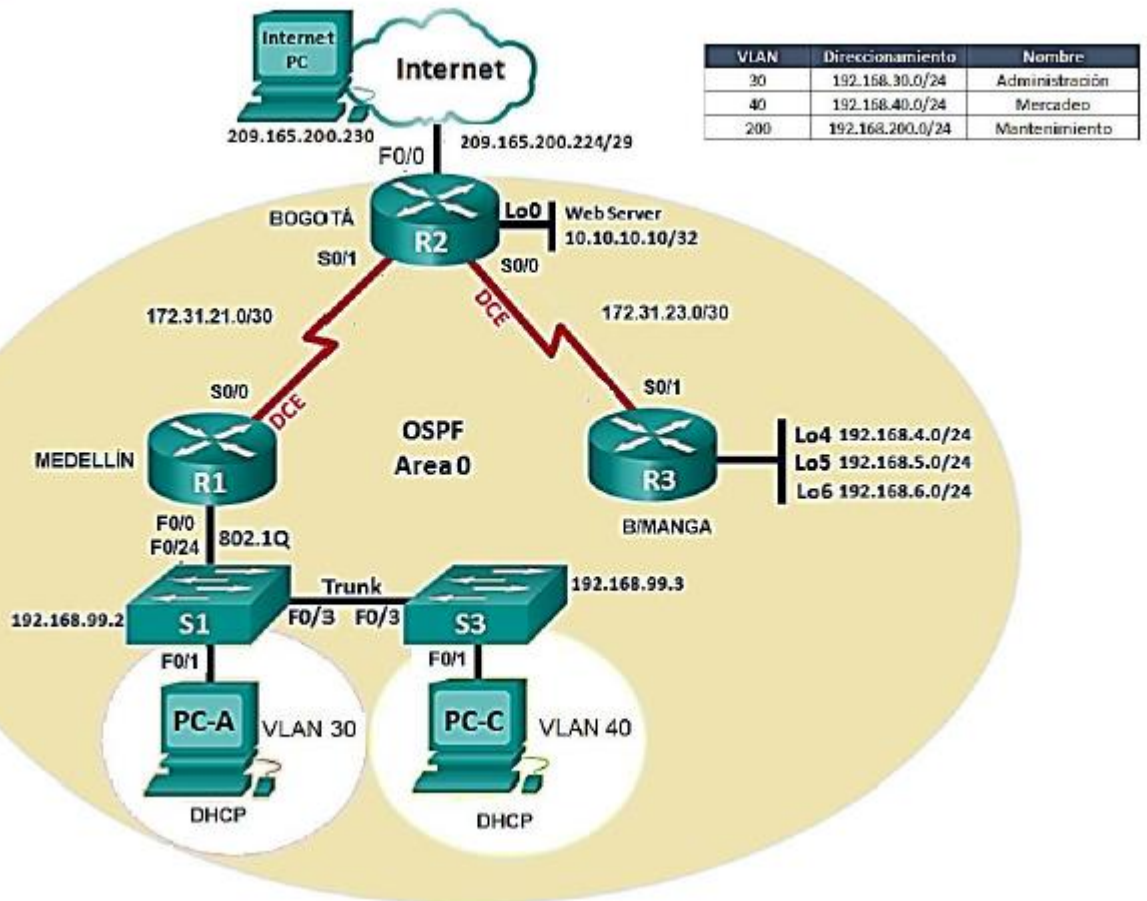 Internet
PC
Internet
209.165.200.230
209.165.200.224/29
F0/0
VLAN Direccionamiento Nombre
30 192.168.30.0/24 Administración
40 192.168.40.0/24 Mercadeo
200 192.168.200.0/24 Mantenimiento
BOGOTÁ
R2
Lo0
Web Server
10.10.10.10/32
S0/1
S0/0
DCE
172.31.21.0/30
172.31.23.0/30
S0/0
DCE
S0/1
MEDELLÍN
R1
OSPF
Area 0
R3
B/MANGA
Lo4 192.168.4.0/24
Lo5 192.168.5.0/24
Lo6 192.168.6.0/24
F0/0
F0/24
802.1Q
Trunk
192.168.99.3
192.168.99.2
S1
F0/3
F0/3
S3
F0/1
F0/1
PC-A
VLAN 30
PC-C
VLAN 40
DHCP
DHCP